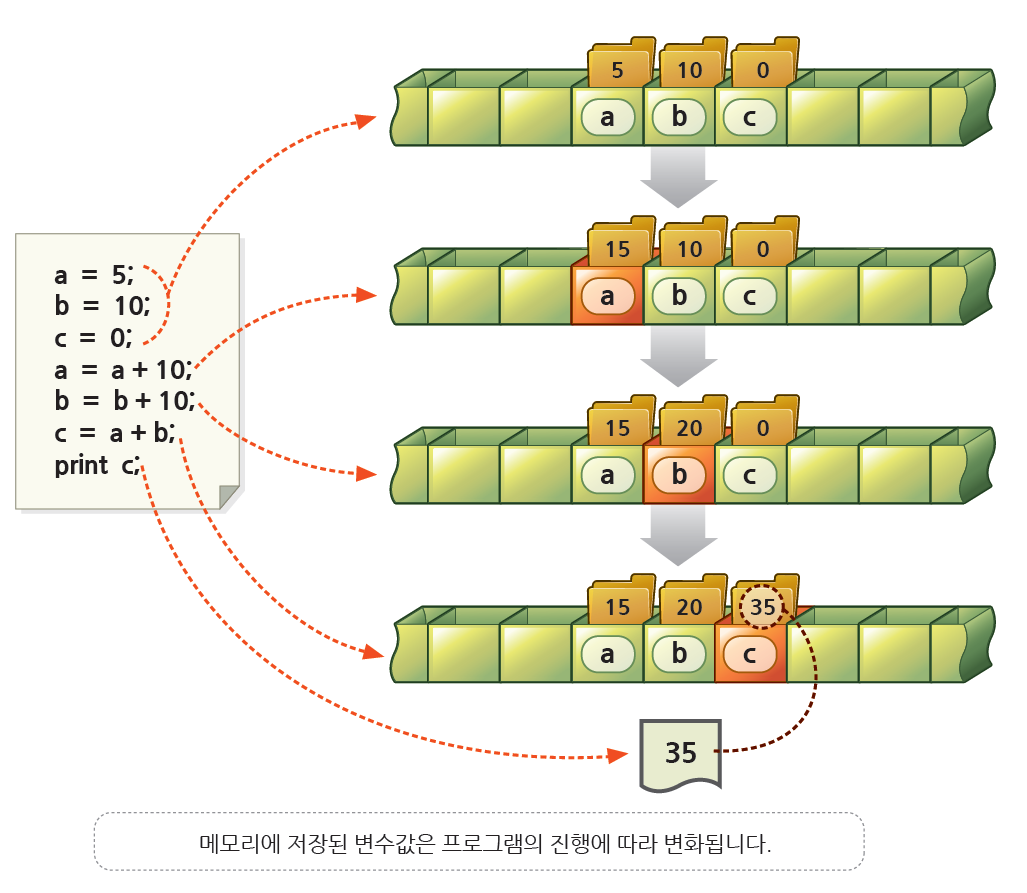 5 10 0
a b c
a = 5;
b = 10;
c = 0;
a = a + 10;
b = b + 10;
c = a + b;
print c;
15 10 0
a b c
15 20 0
a b c
15 20 35
a b c
35
메모리에 저장된 변수값은 프로그램의 진행에 따라 변화됩니다.